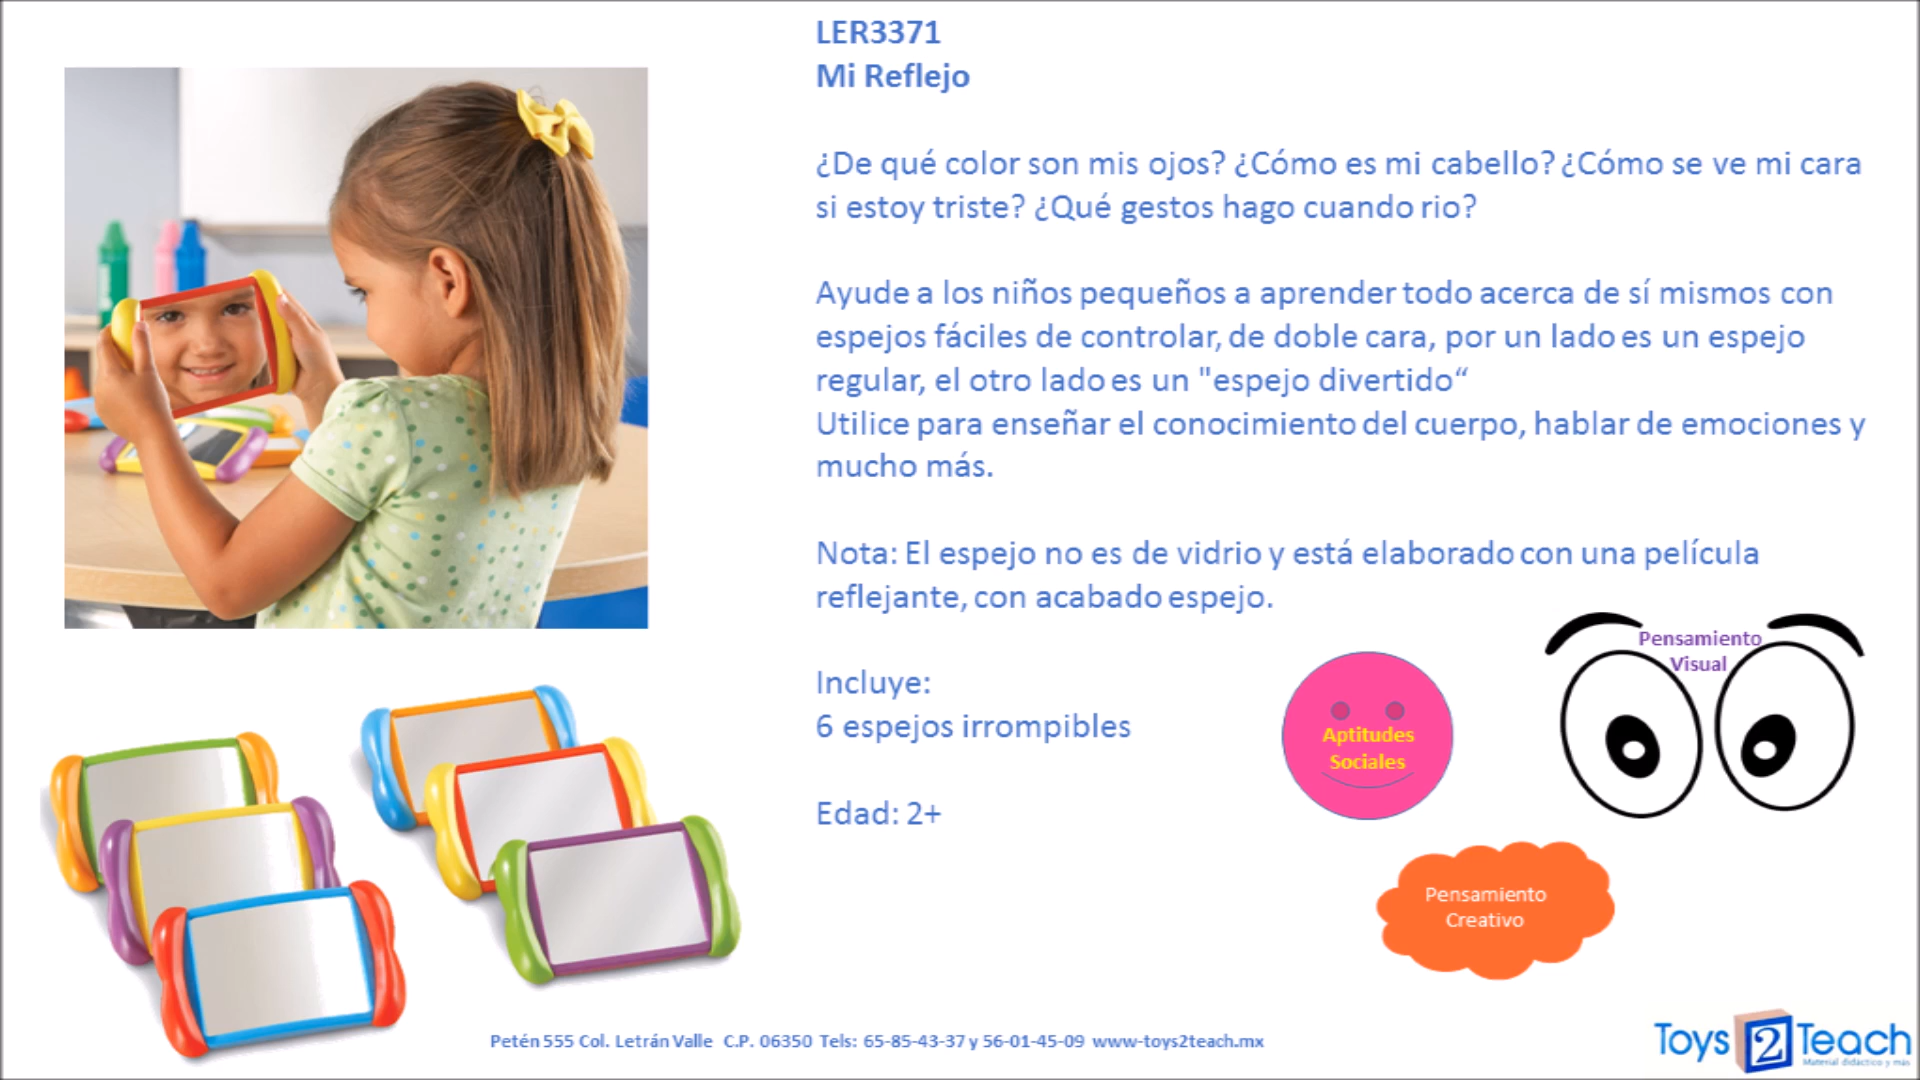 LER3371
Mi Reflejo
¿De qué color son mis ojos? ¿Cómo es mi cabello? ¿Cómo se ve mi cara
si estoy triste? ¿Qué gestos hago cuando rio?
Ayude a los niños pequeños a aprender todo acerca de sí mismos con
espejos fáciles de controlar, de doble cara, por un lado es un espejo
regular, el otro lado es un "espejo divertido“
Utilice para enseñar el conocimiento del cuerpo, hablar de emociones y
mucho más.
Nota: El espejo no es de vidrio y está elaborado con una película
reflejante, con acabado espejo.
Incluye:
6 espejos irrompibles
Edad: 2+
Aptitudes
Sociales
Pensamiento
Visual
Pensamiento
Creativo
Petén 555 Col. Letrán Valle C.P. 06350 Tels: 65-85-43-37 y 56-01-45-09 www-toys2teach.mx
Toys 2 Teach
Material didáctico y más